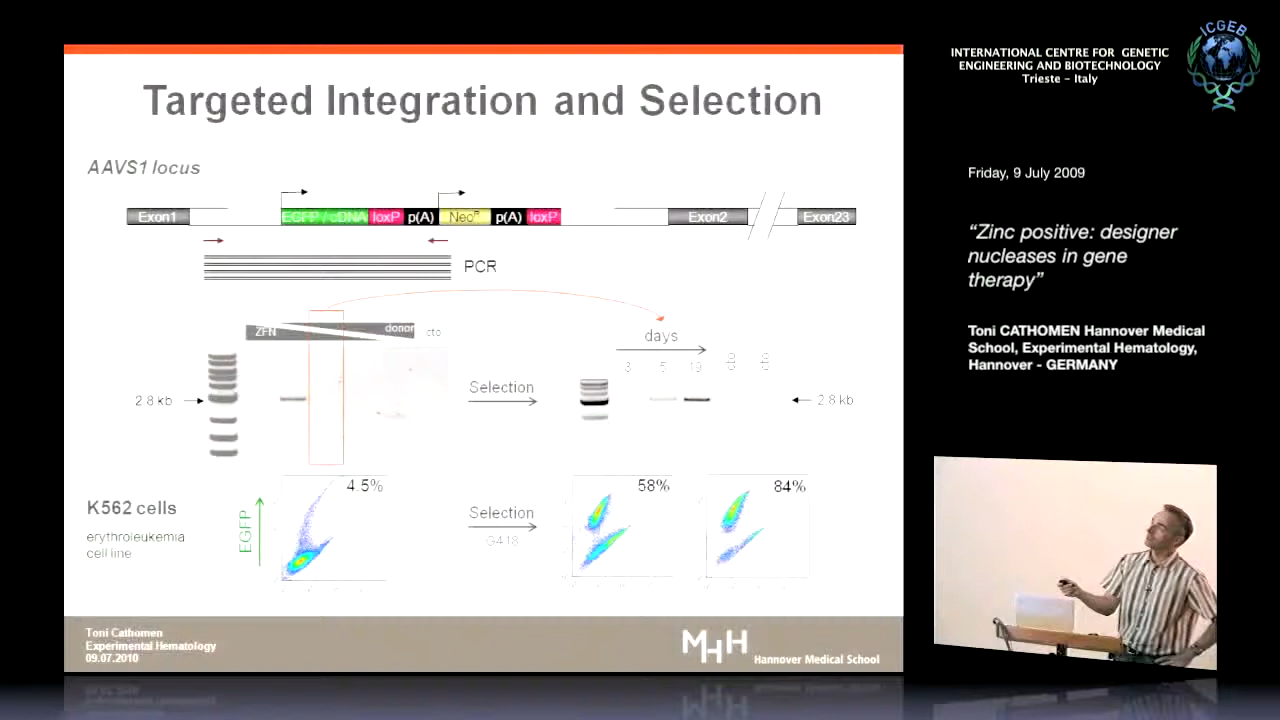 Targeted Integration and Selection
AAVS1 locus
Exon1
EGFP / cDNA
loxP
p(A)
Neoᴿ
p(A)
loxP
Exon2
Exon23
PCR
ZFN
donor
days
3
5
19
2.8 kb
Selection
2.8 kb
4.5%
58%
84%
K562 cells
erythroleukemia
cell line
EGFP
Selection
G418
Toni Cathomen
Experimental Hematology
09.07.2010
MHH
Hannover Medical School
ICGEB
INTERNATIONAL CENTRE FOR GENETIC
ENGINEERING AND BIOTECHNOLOGY
Trieste - Italy
Friday, 9 July 2009
“Zinc positive: designer
nucleases in gene
therapy”
Toni CATHOMEN Hannover Medical
School, Experimental Hematology,
Hannover - GERMANY